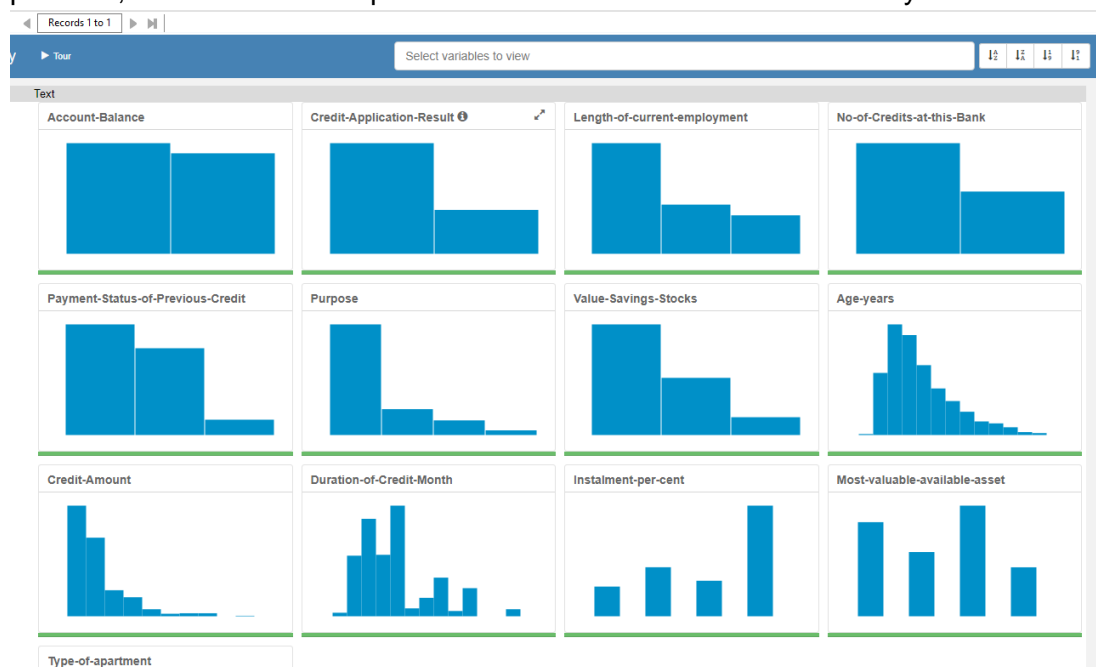 Records 1 to 1
Tour
Select variables to view
Text
Account-Balance
Credit-Application-Result
Length-of-current-employment
No-of-Credits-at-this-Bank
Payment-Status-of-Previous-Credit
Purpose
Value-Savings-Stocks
Age-years
Credit-Amount
Duration-of-Credit-Month
Instalment-per-cent
Most-valuable-available-asset
Type-of-apartment